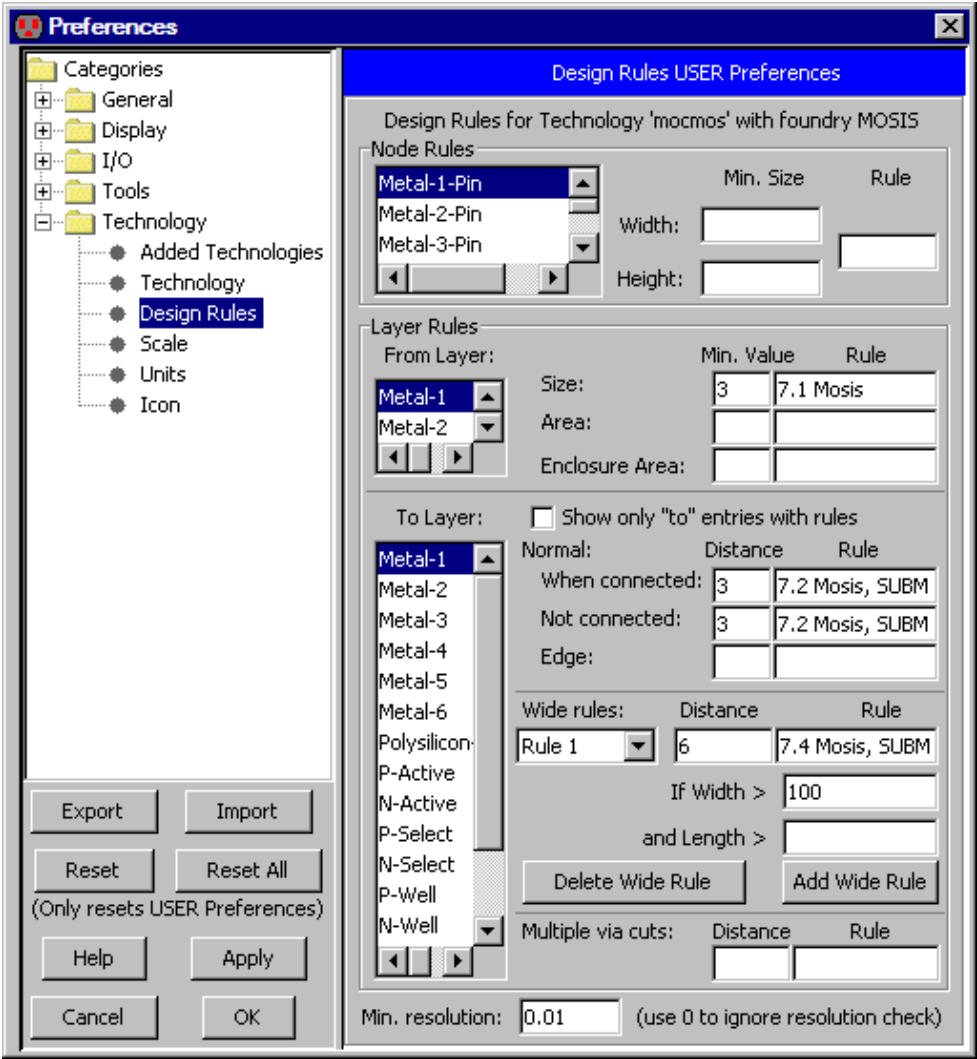 Preferences
Categories
General
Display
I/O
Tools
Technology
Added Technologies
Technology
Design Rules
Scale
Units
Icon
Export Import
Reset Reset All
(Only resets USER Preferences)
Help Apply
Cancel OK
Design Rules USER Preferences
Design Rules for Technology 'mocmos' with foundry MOSIS
Node Rules
Metal-1-Pin
Metal-2-Pin
Metal-3-Pin
Min. Size Rule
Width:
Height:
Layer Rules
From Layer:
Metal-1
Metal-2
Min. Value Rule
Size: 3 7.1 Mosis
Area:
Enclosure Area:
To Layer:
Metal-1
Metal-2
Metal-3
Metal-4
Metal-5
Metal-6
Polysilicon-
P-Active
N-Active
P-Select
N-Select
P-Well
N-Well
Show only "to" entries with rules
Normal: Distance Rule
When connected: 3 7.2 Mosis, SUBM
Not connected: 3 7.2 Mosis, SUBM
Edge:
Wide rules: Distance Rule
Rule 1 6 7.4 Mosis, SUBM
If Width > 100
and Length >
Delete Wide Rule Add Wide Rule
Multiple via cuts: Distance Rule
Min. resolution: 0.01 (use 0 to ignore resolution check)